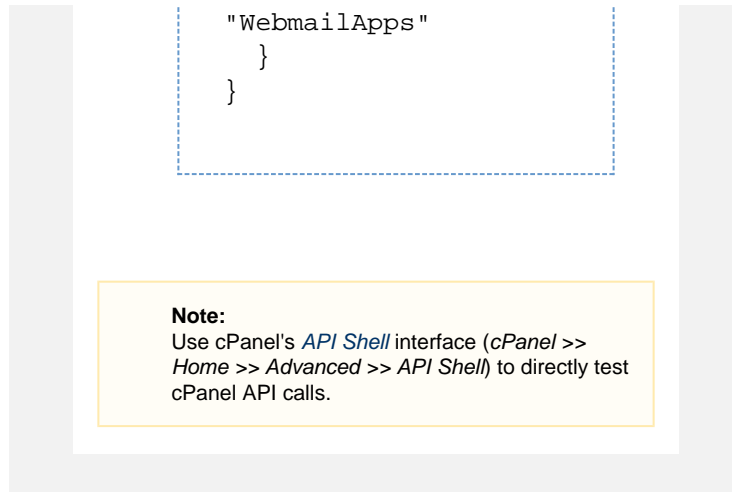 "WebmailApps"
}
}
Note:
Use cPanel's API Shell interface (cPanel >>
Home >> Advanced >> API Shell) to directly test
cPanel API calls.